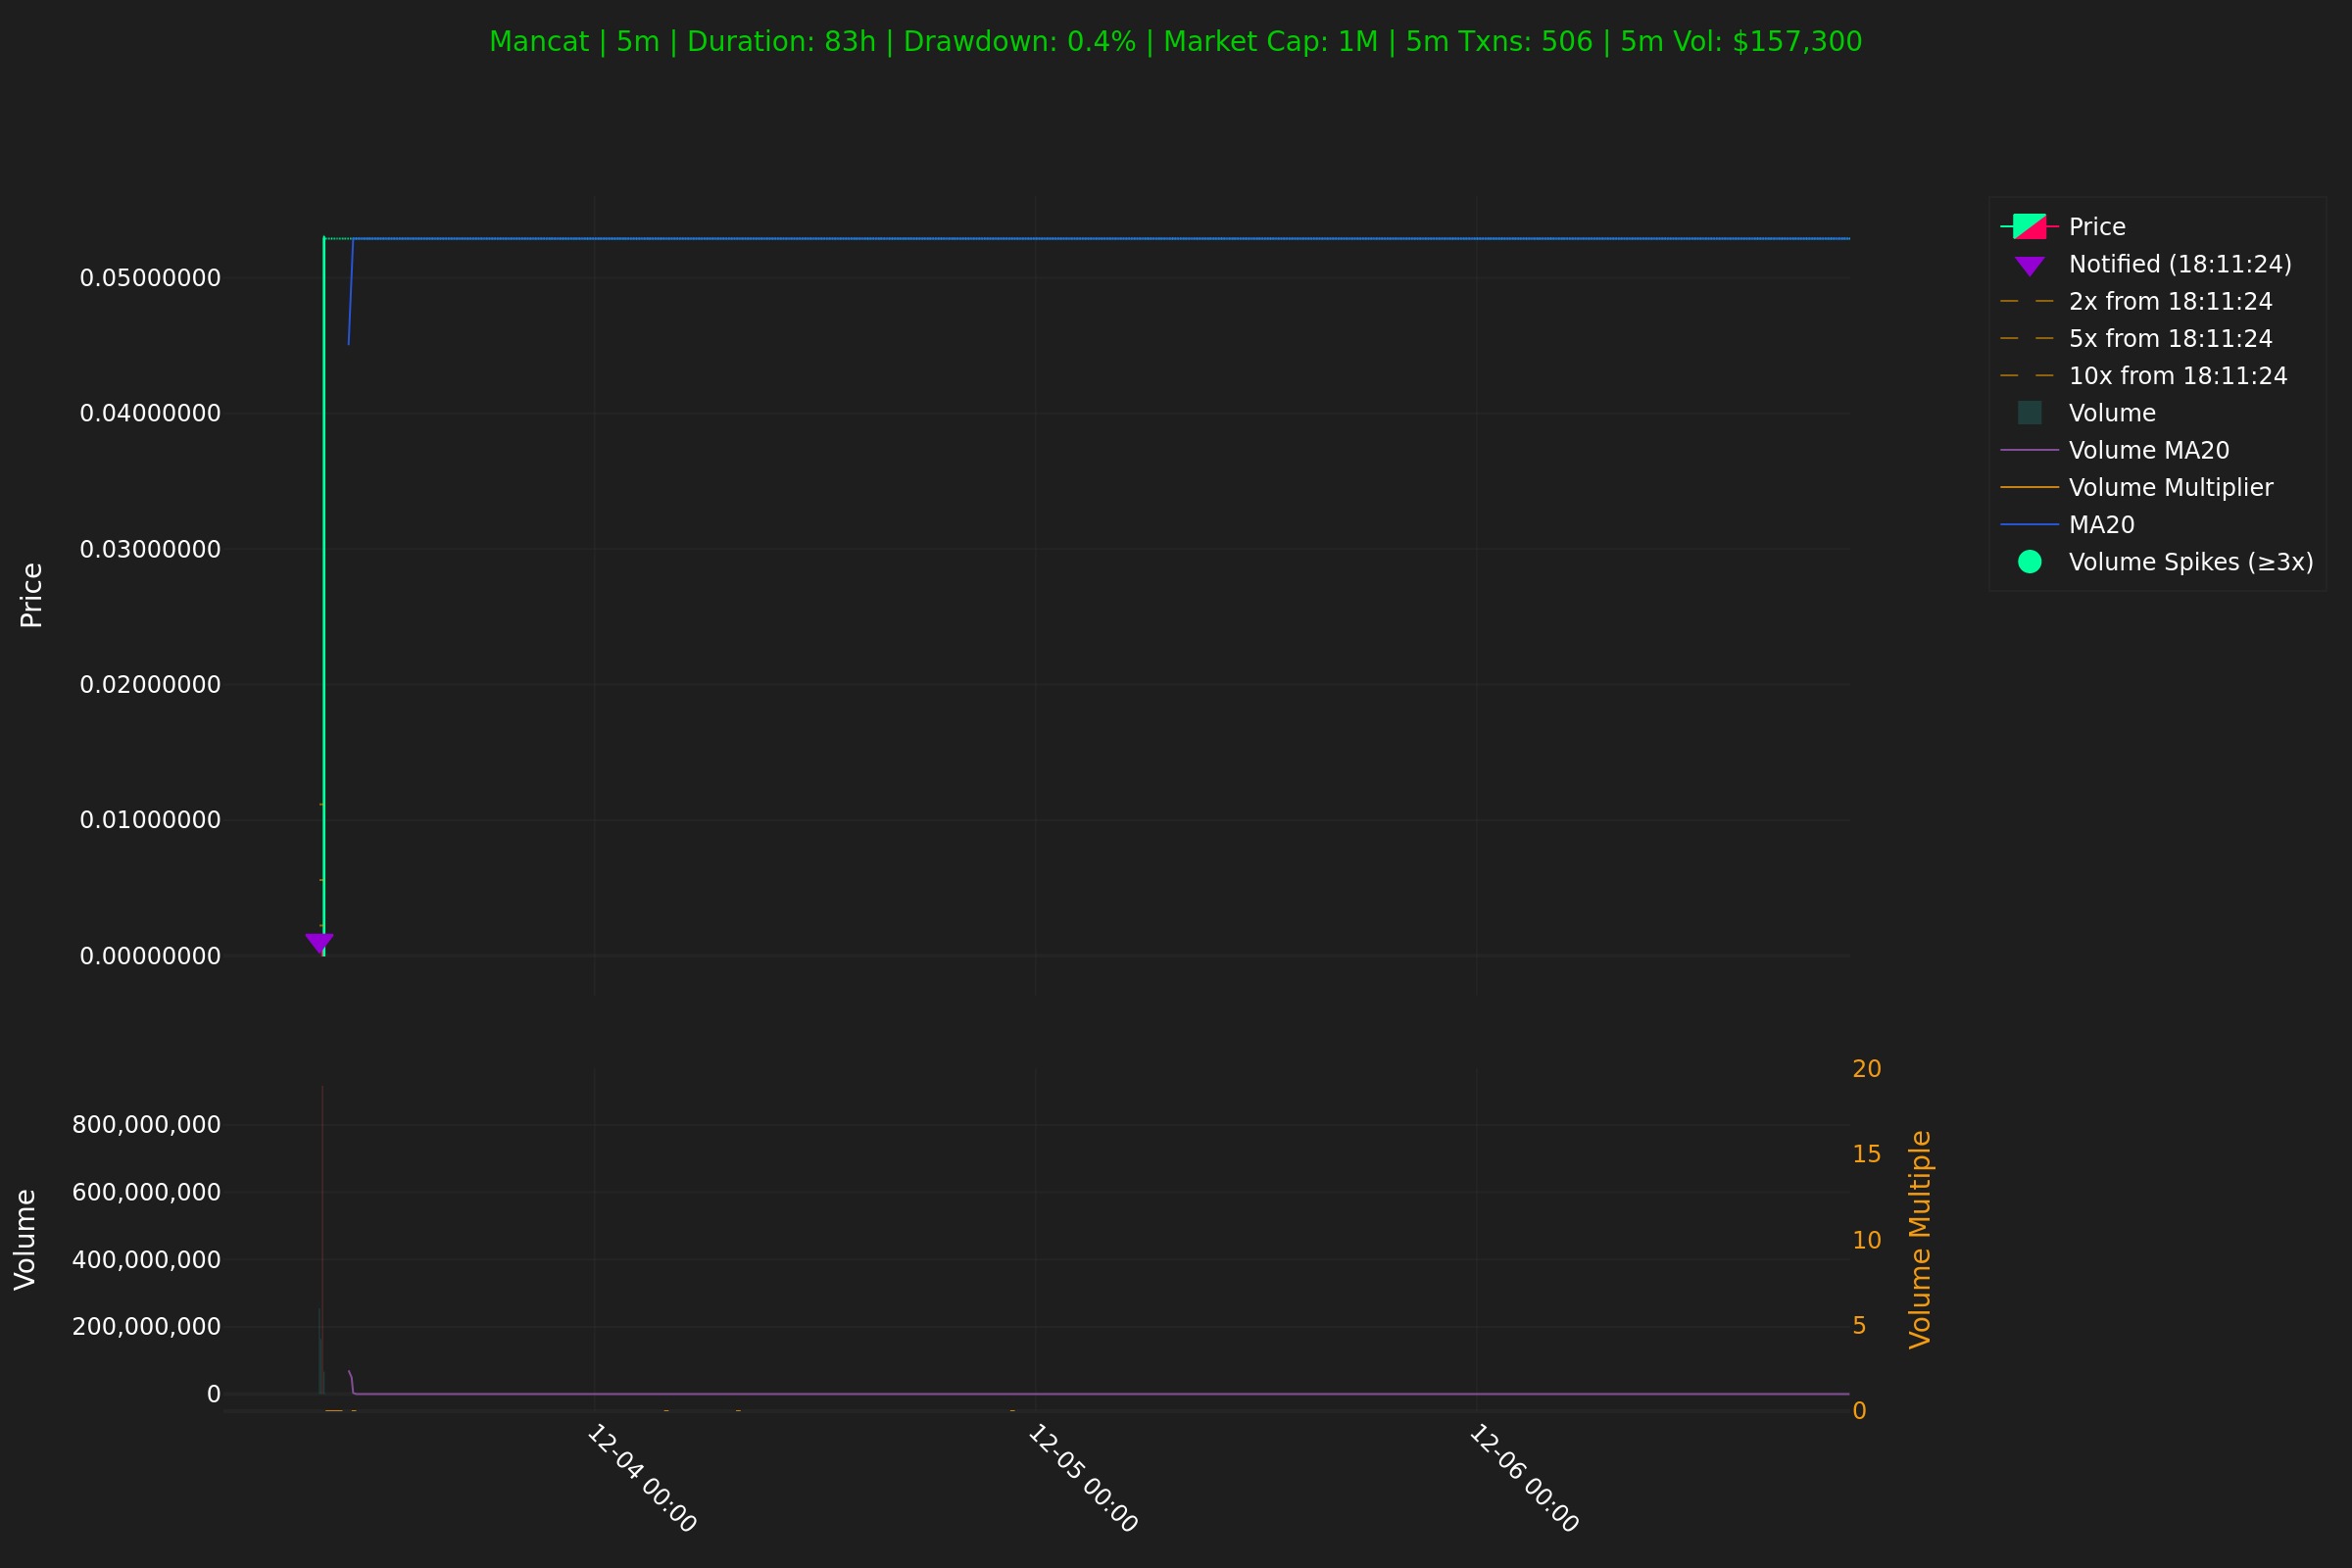 Mancat | 5m | Duration: 83h | Drawdown: 0.4% | Market Cap: 1M | 5m Txns: 506 | 5m Vol: $157,300
Price
0.05000000
0.04000000
0.03000000
0.02000000
0.01000000
0.00000000
Price
Notified (18:11:24)
2x from 18:11:24
5x from 18:11:24
10x from 18:11:24
Volume
Volume MA20
Volume Multiplier
MA20
Volume Spikes (≥3x)
Volume
800,000,000
600,000,000
400,000,000
200,000,000
0
20
15
10
5
0
Volume Multiple
12-04 00:00
12-05 00:00
12-06 00:00